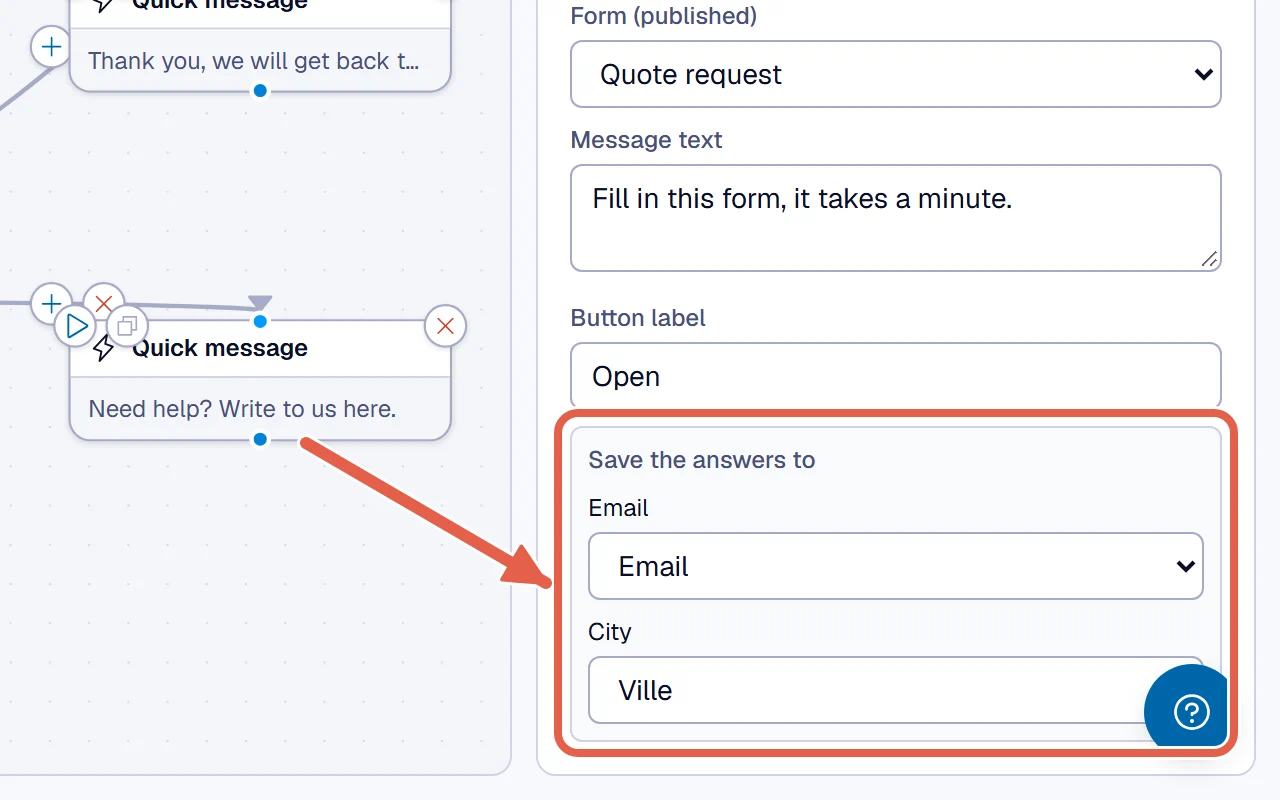 Quick message
Thank you, we will get back t...
Quick message
Need help? Write to us here.
Form (published)
Quote request
Message text
Fill in this form, it takes a minute.
Button label
Open
Save the answers to
Email
Email
City
Ville